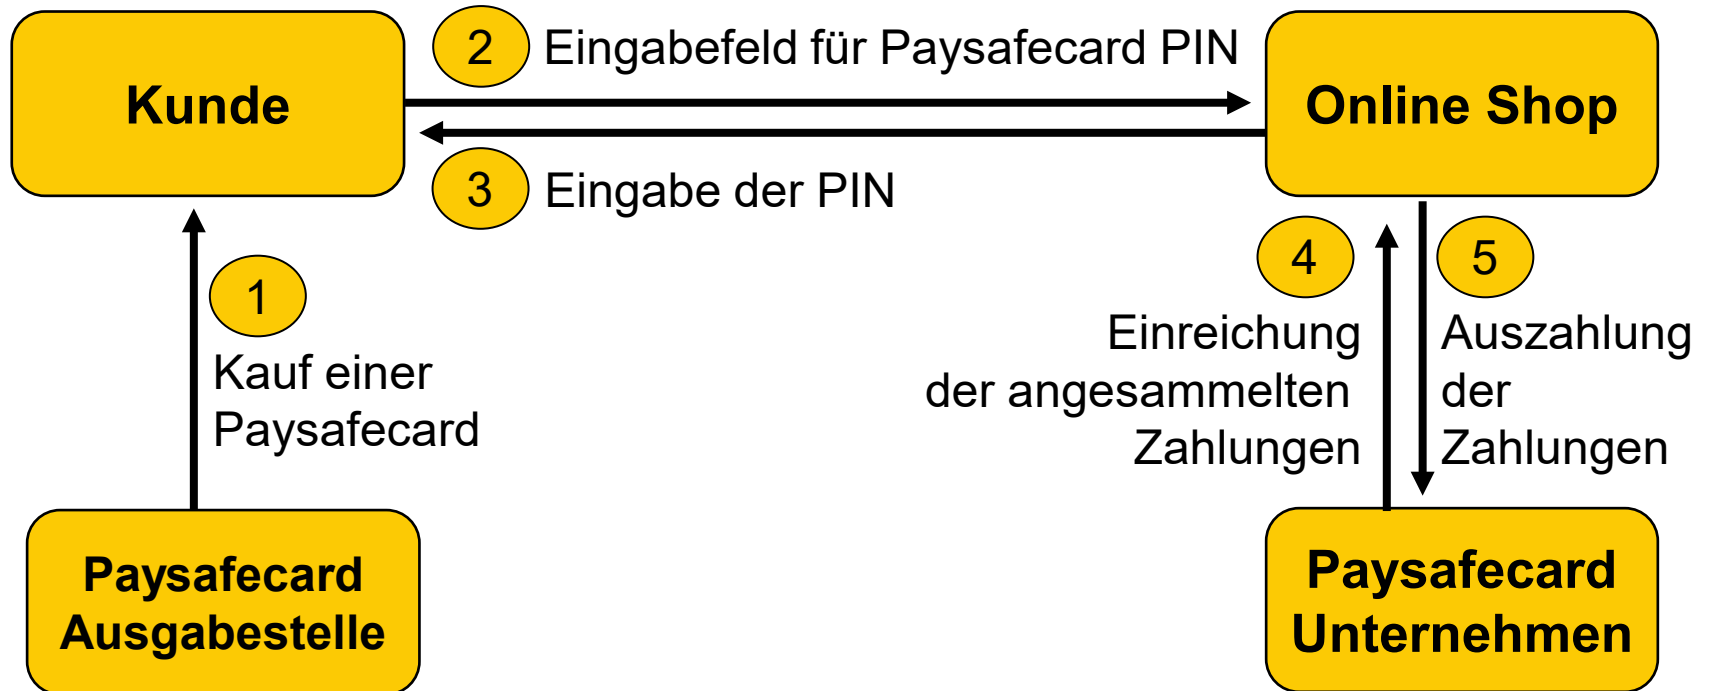 Kunde
2
Eingabefeld für Paysafecard PIN
Online Shop
3
Eingabe der PIN
1
Kauf einer
Paysafecard
4
Einreichung
der angesammelten
Zahlungen
5
Auszahlung
der
Zahlungen
Paysafecard
Ausgabestelle
Paysafecard
Unternehmen